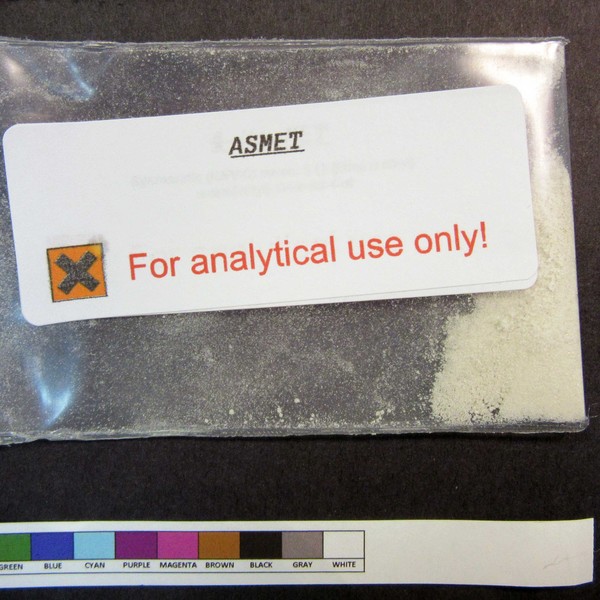 ASMET
For analytical use only!
GREEN BLUE CYAN PURPLE MAGENTA BROWN BLACK GRAY WHITE